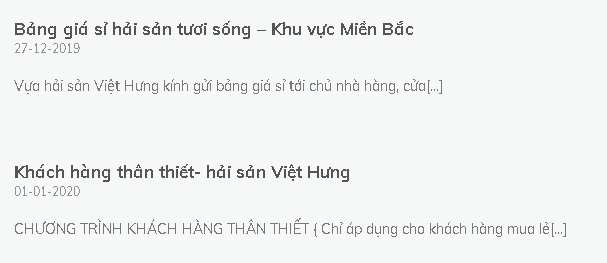 Bảng giá sỉ hải sản tươi sống – Khu vực Miền Bắc
27-12-2019
Vựa hải sản Việt Hưng kính gửi bảng giá sỉ tới chủ nhà hàng, cửa[...]
Khách hàng thân thiết- hải sản Việt Hưng
01-01-2020
CHƯƠNG TRÌNH KHÁCH HÀNG THÂN THIẾT { Chỉ áp dụng cho khách hàng mua lẻ[...]